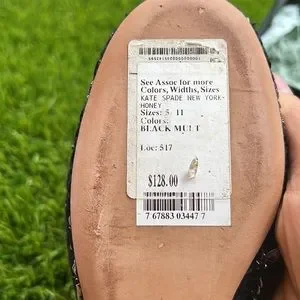 See Assoc for more
Colors, Widths, Sizes
KATE SPADE NEW YORK-
HONEY
Sizes: 5 11
Colors:
BLACK MULT
Loc: 517
$128.00
7 67883 03447 7